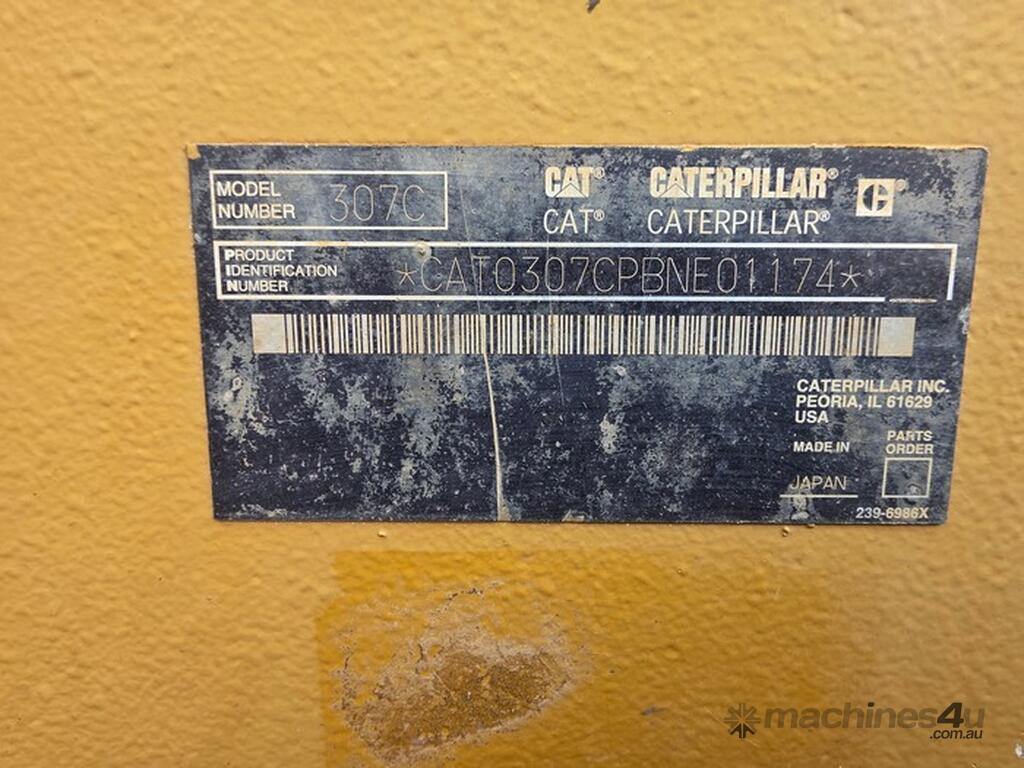 MODEL NUMBER 307C
CAT® CATERPILLAR® C®
CAT® CATERPILLAR®
PRODUCT IDENTIFICATION NUMBER *CAT0307CPBNE01174*
CATERPILLAR INC.
PEORIA, IL 61629
USA
MADE IN JAPAN
PARTS ORDER
239-6986X
machines4u
.com.au